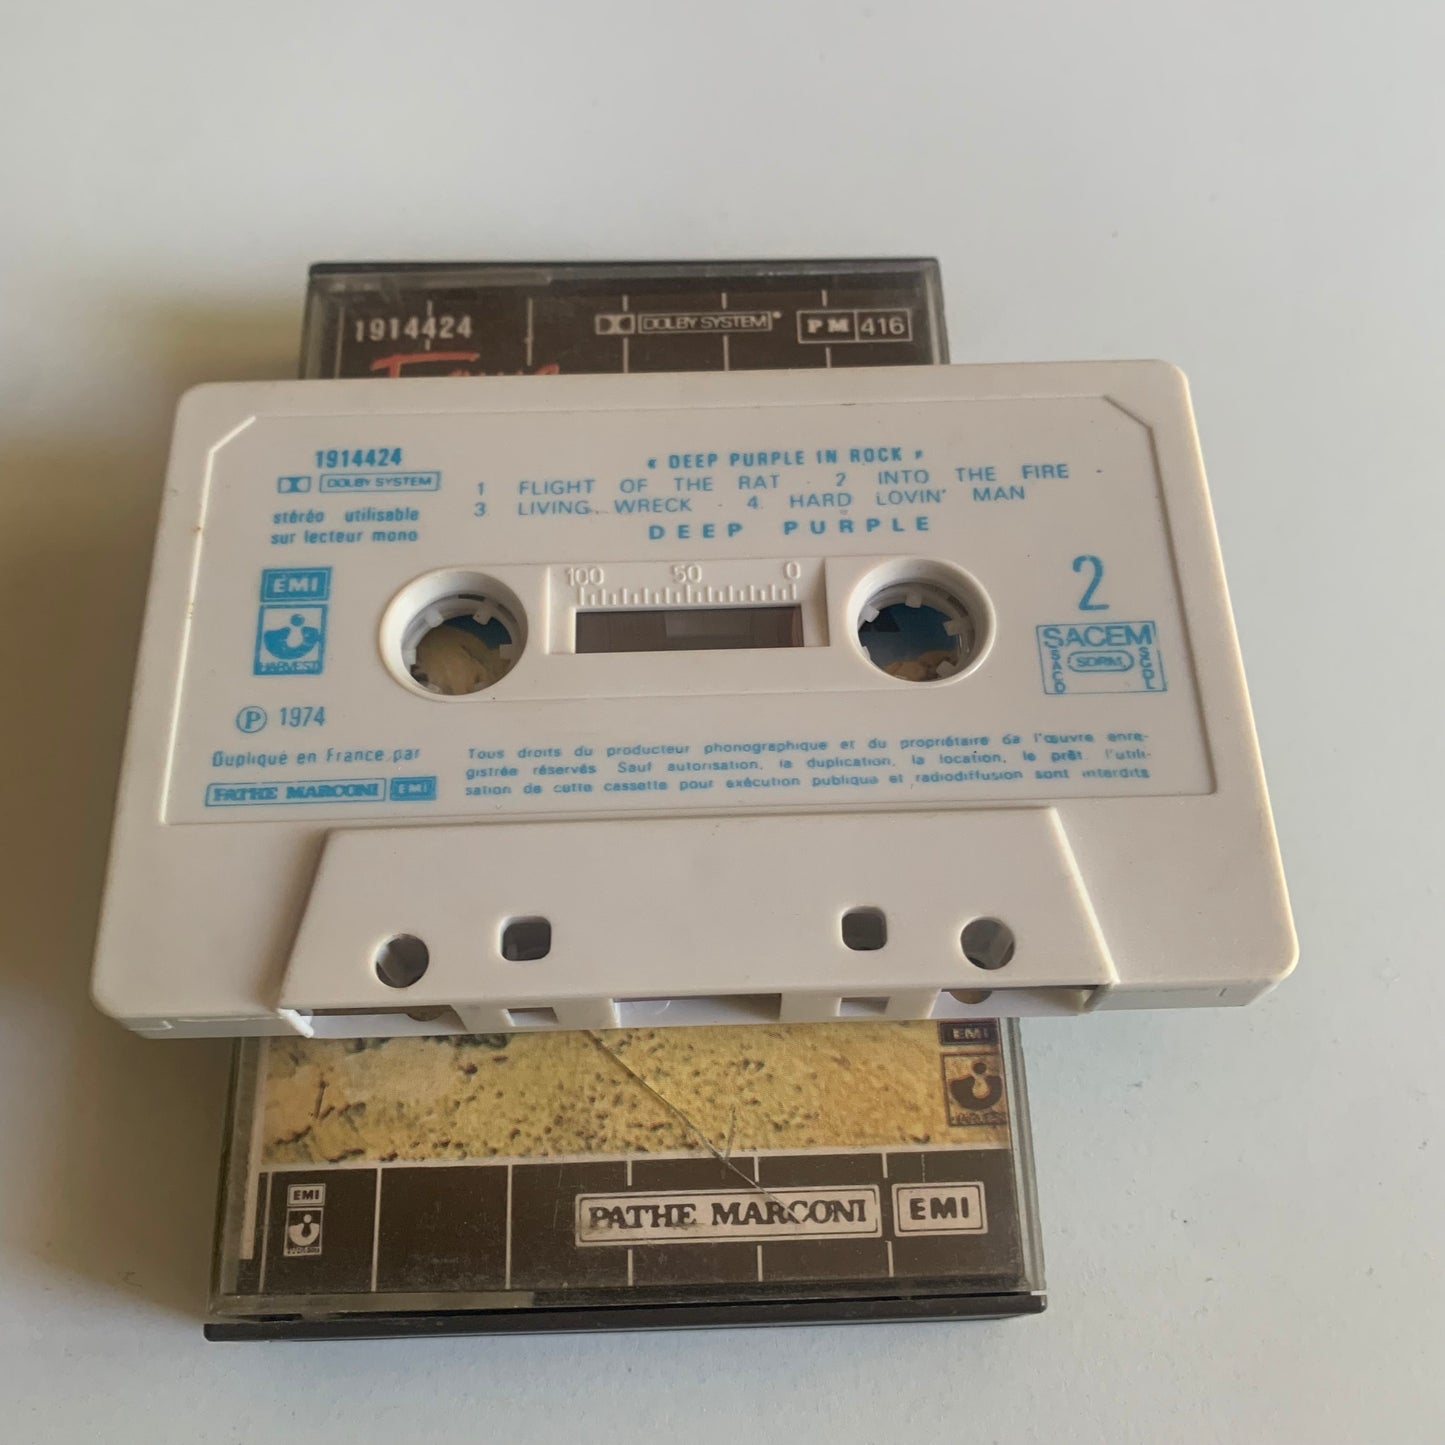 1914424
DOLBY SYSTEM
PM 416
1914424
« DEEP PURPLE IN ROCK »
DOLBY SYSTEM
1 FLIGHT OF THE RAT · 2 INTO THE FIRE -
3 LIVING WRECK · 4. HARD LOVIN' MAN
stéréo utilisable
sur lecteur mono
DEEP PURPLE
100 50 0
EMI
HARVEST
2
SACEM
SACD
SDRM
SCDL
Ⓟ 1974
Dupliqué en France par
PATHE MARCONI EMI
Tous droits du producteur phonographique et du propriétaire de l'œuvre enre-
gistrée réservés Sauf autorisation, la duplication, la location, le prêt l'utili-
sation de cette cassette pour exécution publique et radiodiffusion sont interdits
EMI
HARVEST
EMI
PATHE MARCONI EMI